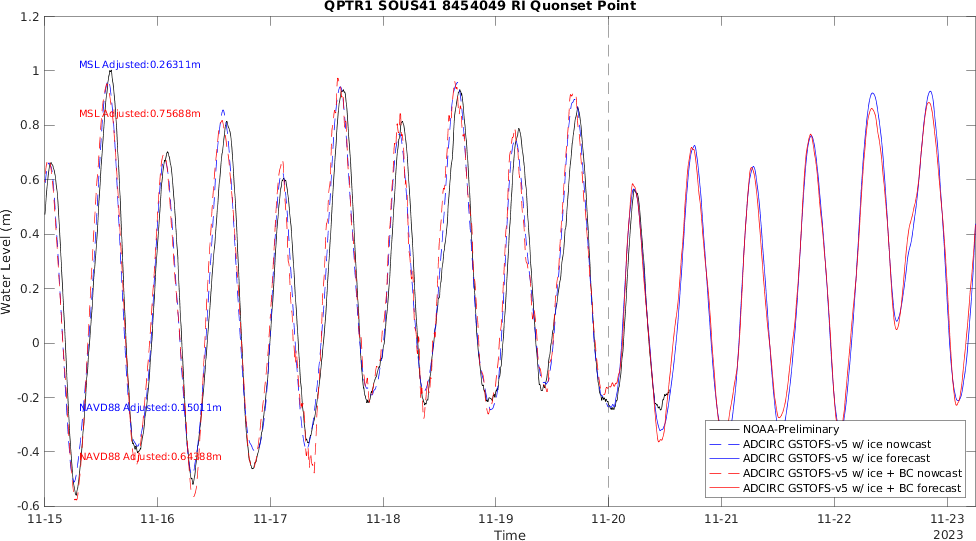 QPTR1 SOUS41 8454049 RI Quonset Point
1.2
1
0.8
0.6
0.4
0.2
0
-0.2
-0.4
-0.6
Water Level (m)
MSL Adjusted:0.26311m
MSL Adjusted:0.75688m
NAVD88 Adjusted:0.15011m
NAVD88 Adjusted:0.64388m
NOAA-Preliminary
ADCIRC GSTOFS-v5 w/ ice nowcast
ADCIRC GSTOFS-v5 w/ ice forecast
ADCIRC GSTOFS-v5 w/ ice + BC nowcast
ADCIRC GSTOFS-v5 w/ ice + BC forecast
11-15 11-16 11-17 11-18 11-19 11-20 11-21 11-22 11-23
Time
2023